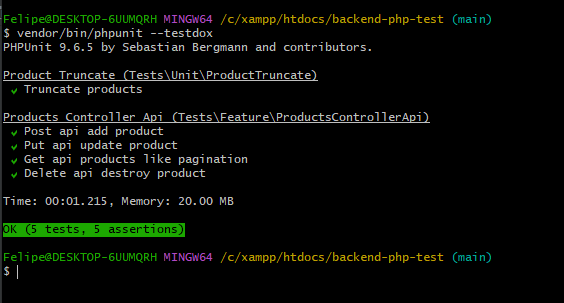 Felipe@DESKTOP-6UUMQRH MINGW64 /c/xampp/htdocs/backend-php-test (main)
$ vendor/bin/phpunit --testdox
PHPUnit 9.6.5 by Sebastian Bergmann and contributors.
Product Truncate (Tests\Unit\ProductTruncate)
✔ Truncate products
Products Controller Api (Tests\Feature\ProductsControllerApi)
✔ Post api add product
✔ Put api update product
✔ Get api products like pagination
✔ Delete api destroy product
Time: 00:01.215, Memory: 20.00 MB
OK (5 tests, 5 assertions)
Felipe@DESKTOP-6UUMQRH MINGW64 /c/xampp/htdocs/backend-php-test (main)
$